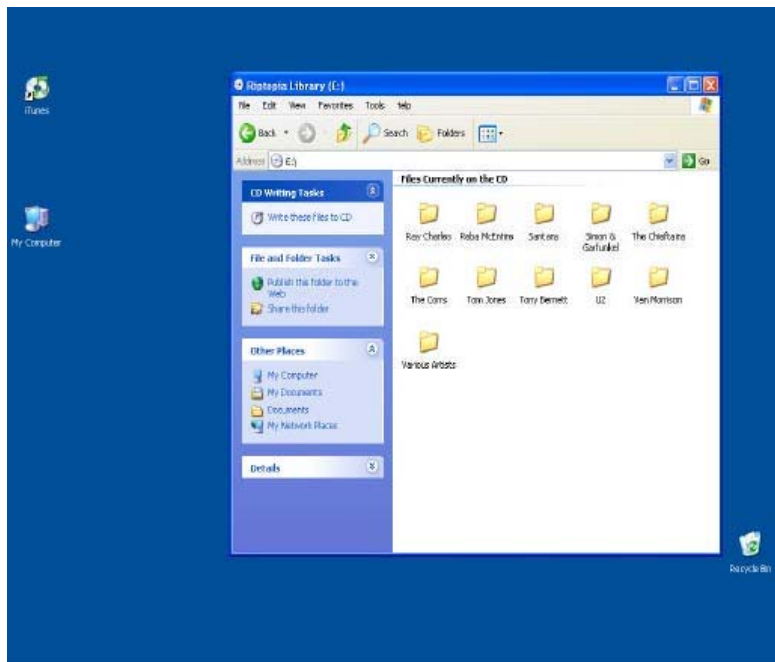 iTunes
My Computer
Riptopia Library (E:)
File Edit View Favorites Tools Help
Back Search Folders
Address E:\ Go
CD Writing Tasks
Write these files to CD
File and Folder Tasks
Publish this folder to the
Web
Share this folder
Other Places
My Computer
My Documents
Documents
My Network Places
Details
Files Currently on the CD
Ray Charles Reba McEntire Santana Simon & The Chieftains
Garfunkel
The Corrs Tom Jones Tony Bennett U2 Van Morrison
Various Artists
Recycle Bin